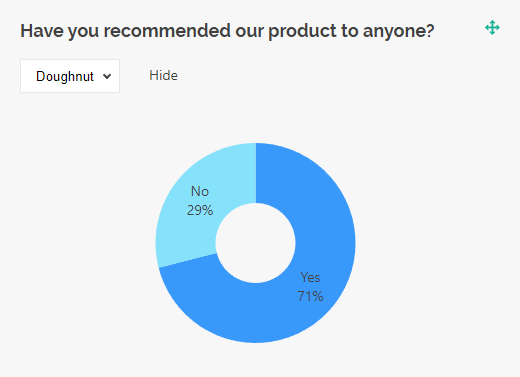 Have you recommended our product to anyone?
Doughnut
Hide
No
29%
Yes
71%